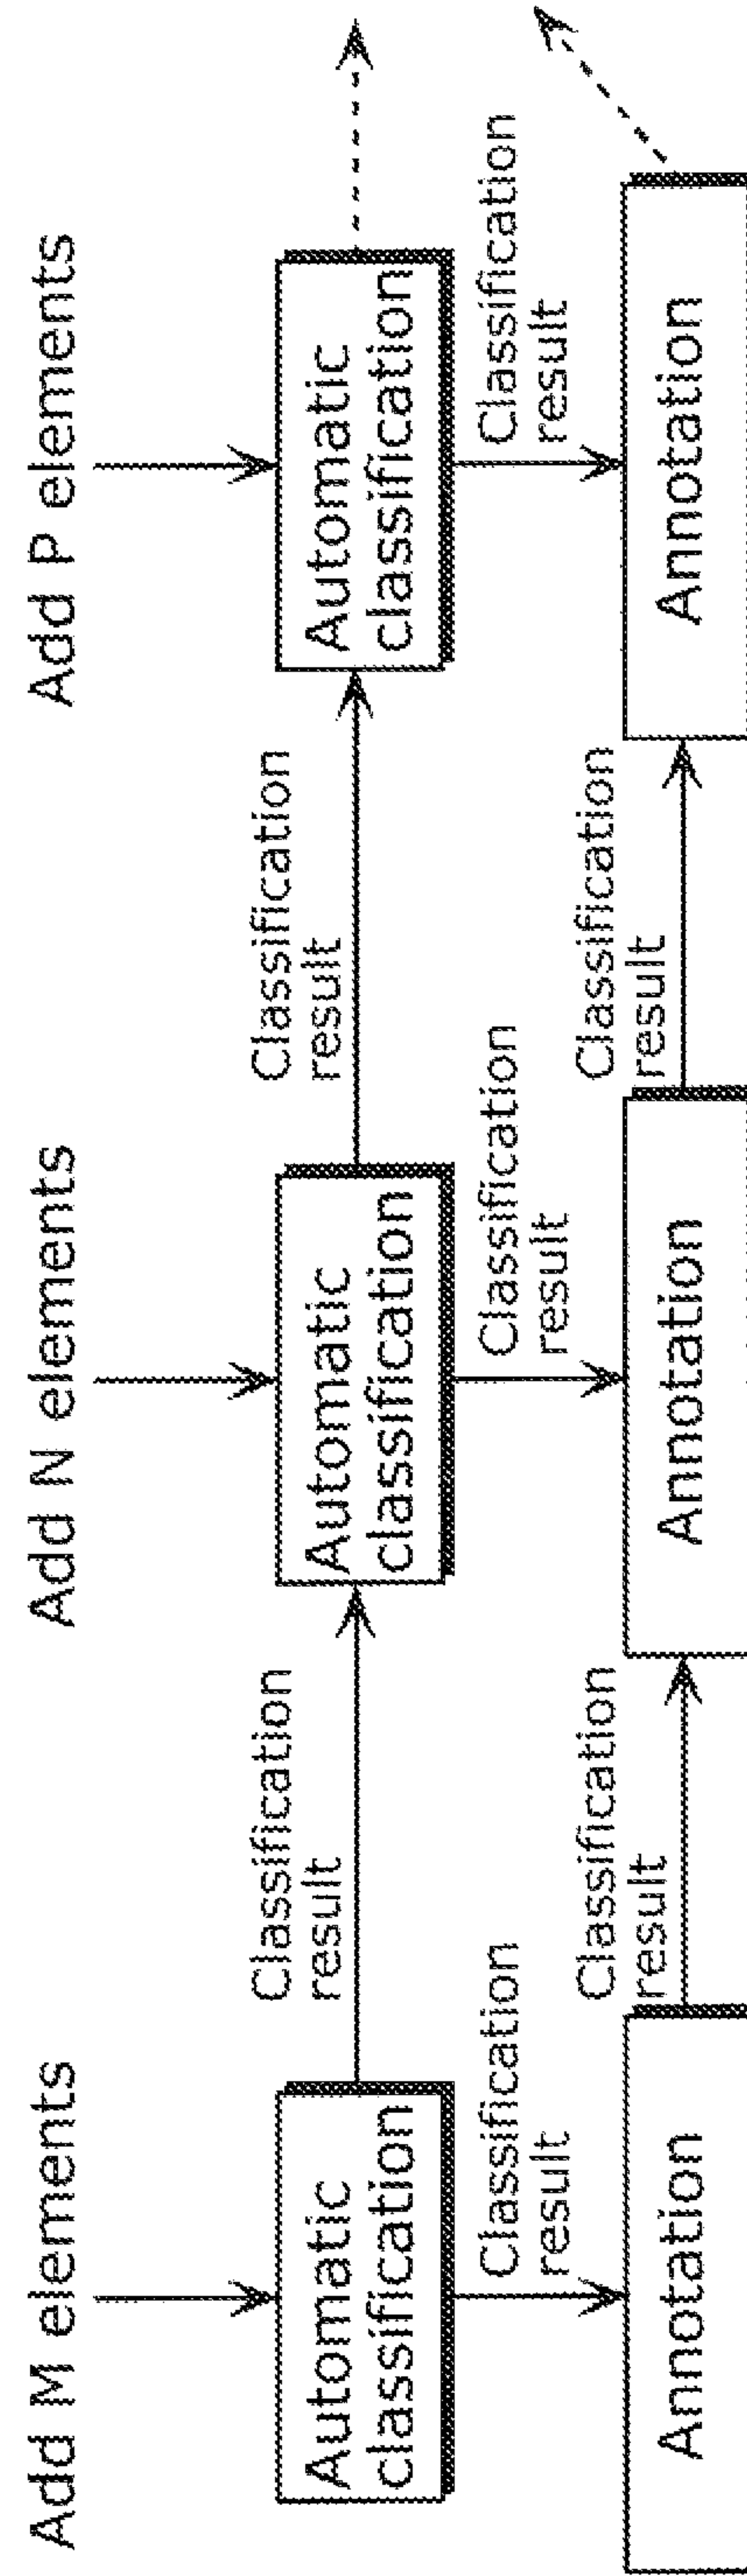 Add M elements
Add N elements
Add P elements
Automatic
classification
Classification
result
Automatic
classification
Classification
result
Automatic
classification
Classification
result
Classification
result
Classification
result
Annotation
Classification
result
Annotation
Classification
result
Annotation